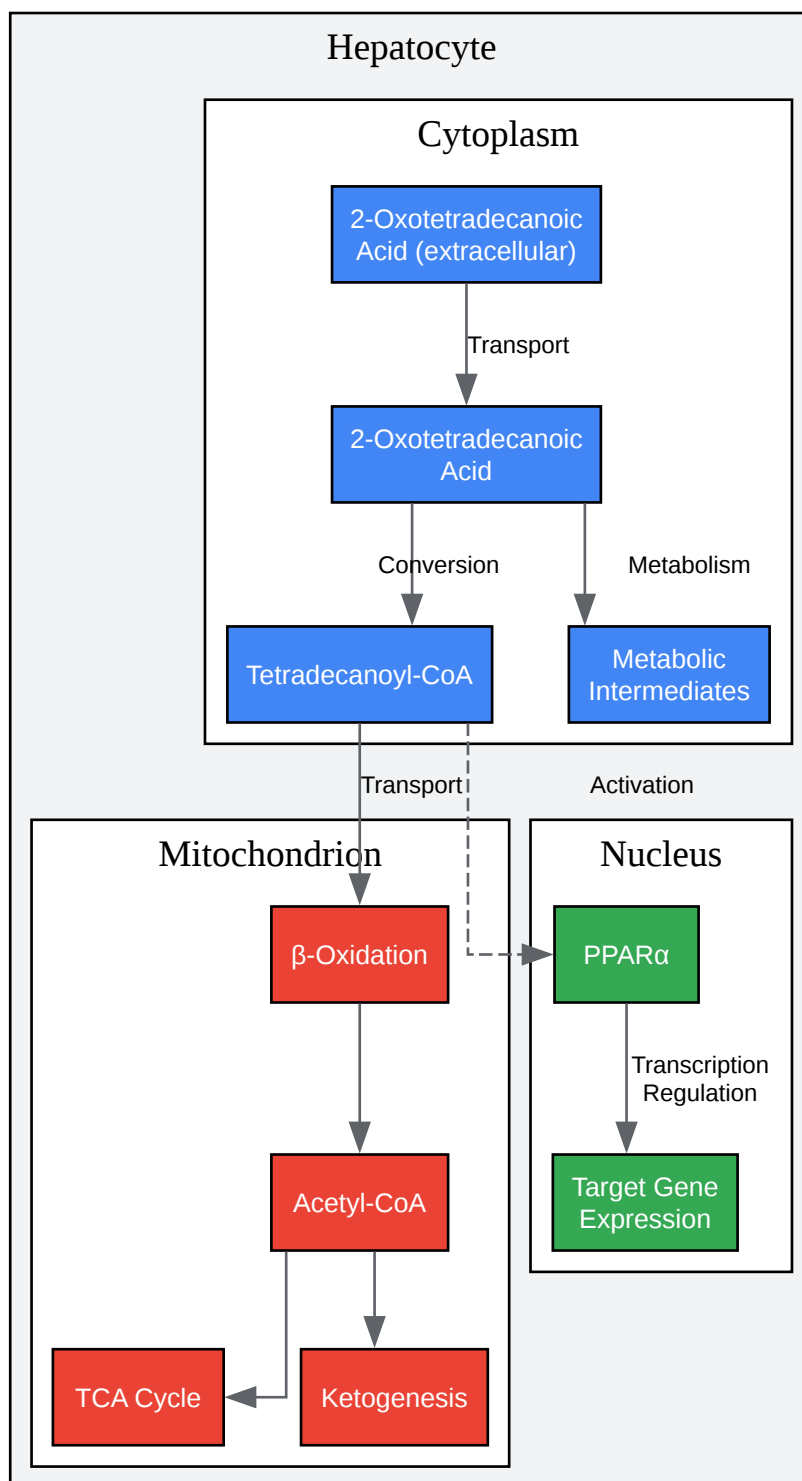 Hepatocyte
Cytoplasm
2-Oxotetradecanoic
Acid (extracellular)
Transport
2-Oxotetradecanoic
Acid
Conversion
Metabolism
Tetradecanoyl-CoA
Metabolic
Intermediates
Transport
Activation
Mitochondrion
Nucleus
β-Oxidation
PPARα
Transcription
Regulation
Acetyl-CoA
Target Gene
Expression
TCA Cycle
Ketogenesis